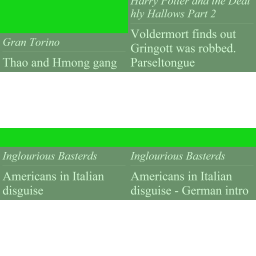 Harry Potter and the Deat
hly Hallows Part 2
Voldermort finds out
Gringott was robbed.
Parseltongue
Gran Torino
Thao and Hmong gang
Inglourious Basterds
Americans in Italian
disguise
Inglourious Basterds
Americans in Italian
disguise - German intro